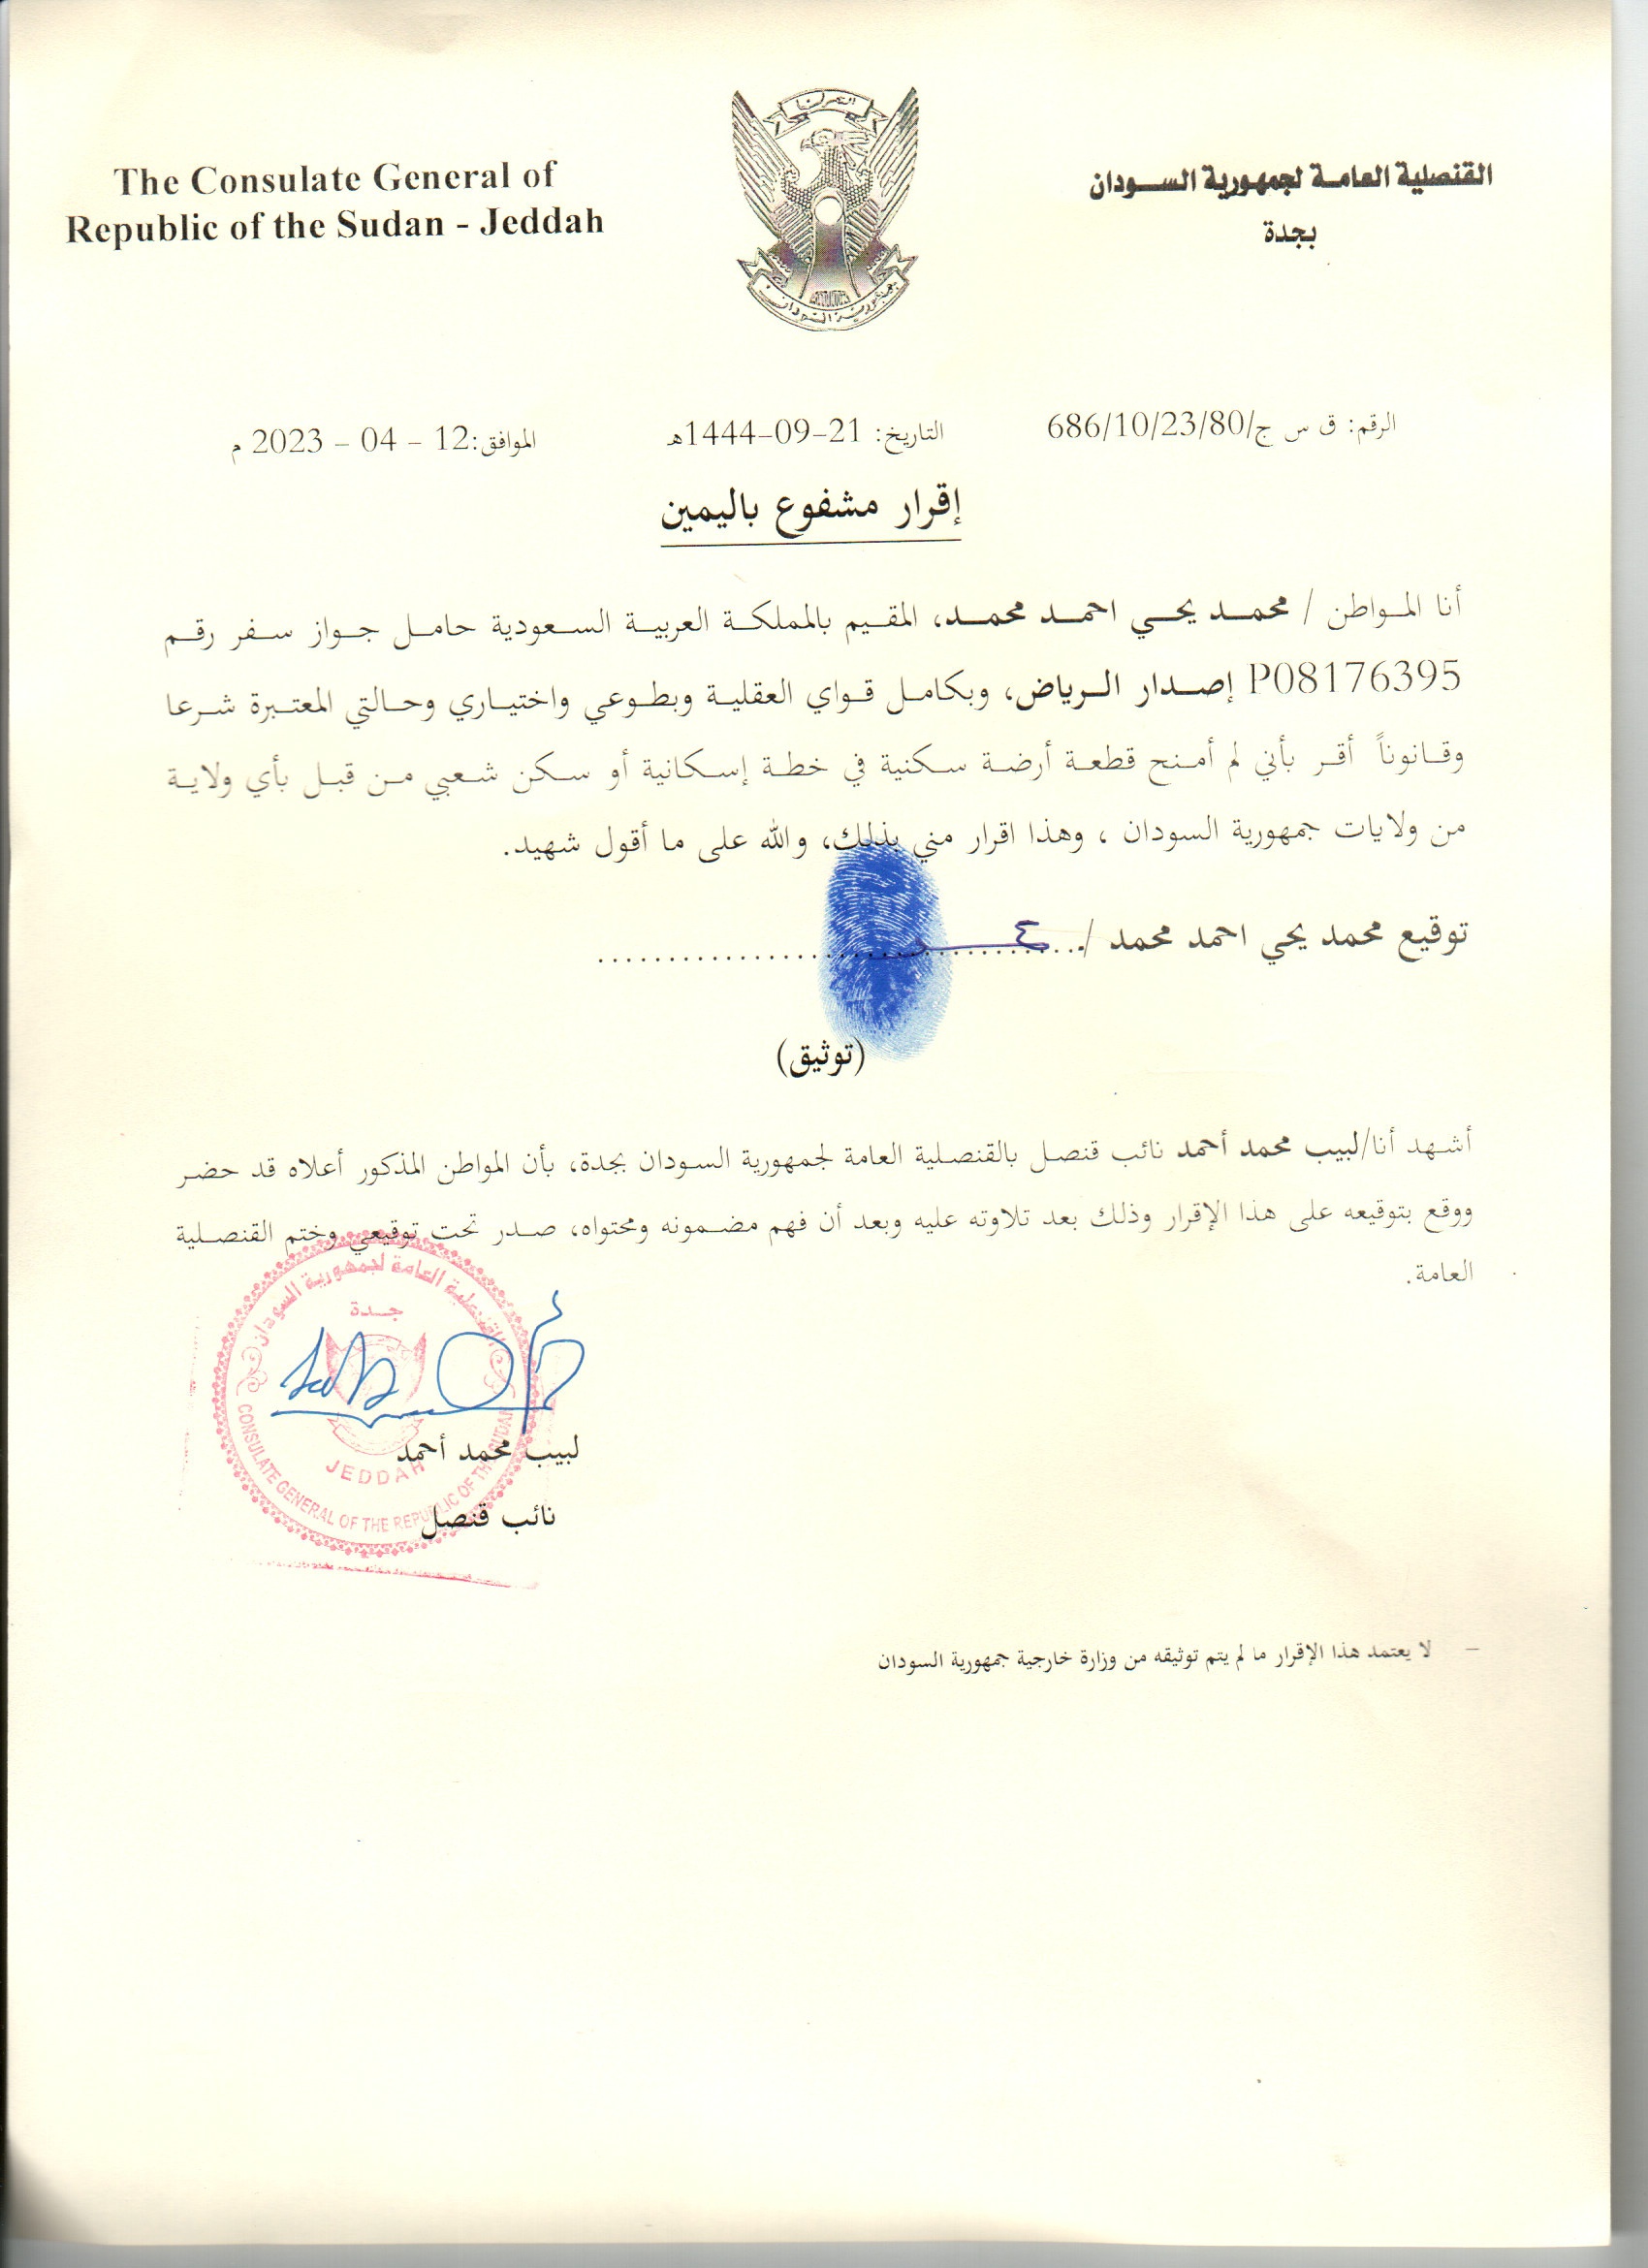 The Consulate General of
Republic of the Sudan - Jeddah
القنصلية العامة لجمهورية السودان
بجدة
النصر لنا
جمهورية السودان
الرقم: ق س ج/686/10/23/80
التاريخ: 21-09-1444هـ
الموافق:12 - 04 - 2023 م
إقرار مشفوع باليمين
أنا المواطن / محمد يحي احمد محمد، المقيم بالمملكة العربية السعودية حامل جواز سفر رقم
P08176395 إصدار الرياض، وبكامل قواي العقلية وبطوعي واختياري وحالتي المعتبرة شرعا
وقانوناً أقر بأني لم أمنح قطعة أرضة سكنية في خطة إسكانية أو سكن شعبي من قبل بأي ولاية
من ولايات جمهورية السودان ، وهذا اقرار مني بذلك، والله على ما أقول شهيد.
توقيع محمد يحي احمد محمد /...........................................
(توثيق)
أشهد أنا/لبيب محمد أحمد نائب قنصل بالقنصلية العامة لجمهورية السودان بجدة، بأن المواطن المذكور أعلاه قد حضر
ووقع بتوقيعه على هذا الإقرار وذلك بعد تلاوته عليه وبعد أن فهم مضمونه ومحتواه، صدر تحت توقيعي وختم القنصلية
العامة.
القنصلية العامة لجمهورية السودان
جدة
JEDDAH
CONSULATE GENERAL OF THE REPUBLIC OF THE SUDAN
لبيب محمد أحمد
نائب قنصل
- لا يعتمد هذا الإقرار ما لم يتم توثيقه من وزارة خارجية جمهورية السودان